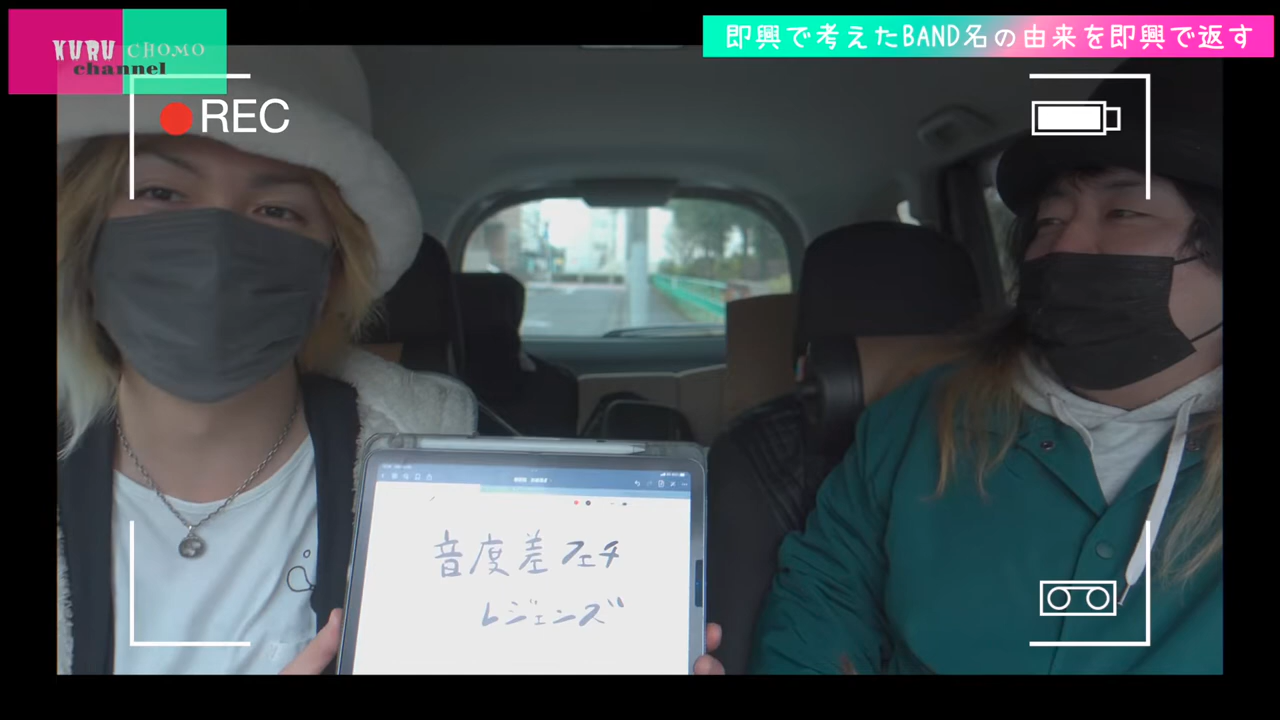 KURU CHOMO
channel
即興で考えたBAND名の由来を即興で返す
REC
音度差フェチ
レジェンズ